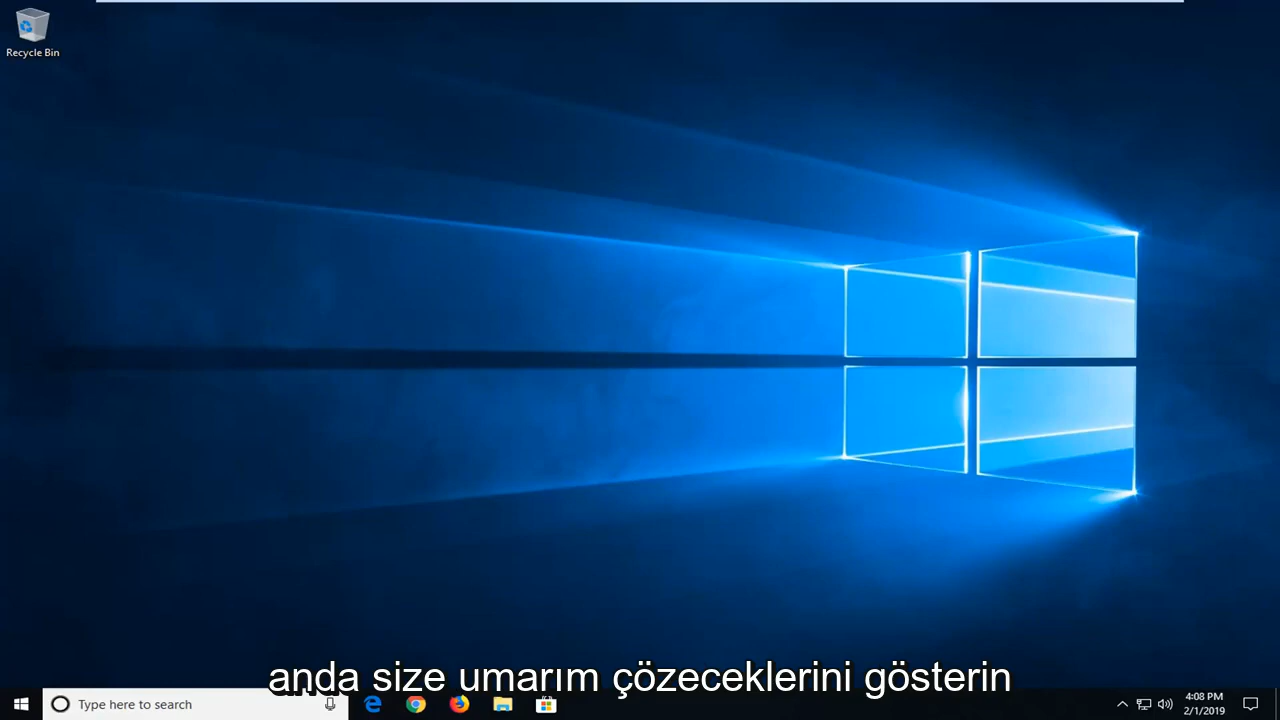 Recycle Bin
anda size umarım çözeceklerini gösterin
Type here to search
4:08 PM
2/1/2019